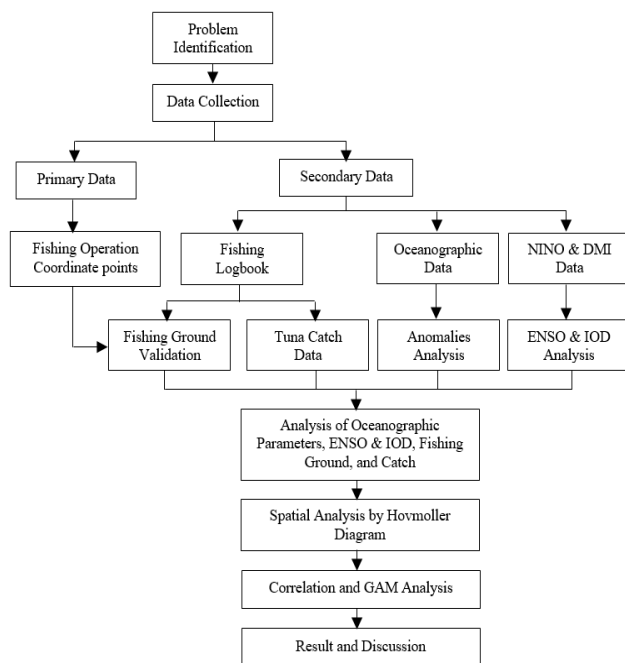 Problem
Identification
Data Collection
Primary Data
Secondary Data
Fishing Operation
Coordinate points
Fishing
Logbook
Oceanographic
Data
NINO & DMI
Data
Fishing Ground
Validation
Tuna Catch
Data
Anomalies
Analysis
ENSO & IOD
Analysis
Analysis of Oceanographic
Parameters, ENSO & IOD, Fishing
Ground, and Catch
Spatial Analysis by Hovmoller
Diagram
Correlation and GAM Analysis
Result and Discussion